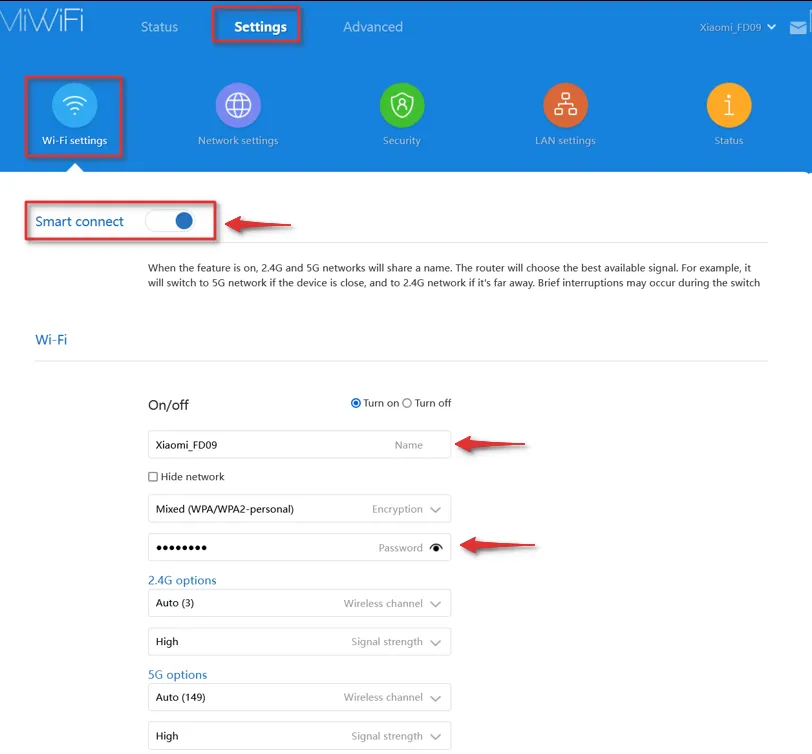 MiWiFi
Status Settings Advanced Xiaomi_FD09
Wi-Fi settings Network settings Security LAN settings Status
Smart connect
When the feature is on, 2.4G and 5G networks will share a name. The router will choose the best available signal. For example, it
will switch to 5G network if the device is close, and to 2.4G network if it's far away. Brief interruptions may occur during the switch
Wi-Fi
On/off Turn on Turn off
Xiaomi_FD09 Name
Hide network
Mixed (WPA/WPA2-personal) Encryption
●●●●●●●● Password
2.4G options
Auto (3) Wireless channel
High Signal strength
5G options
Auto (149) Wireless channel
High Signal strength